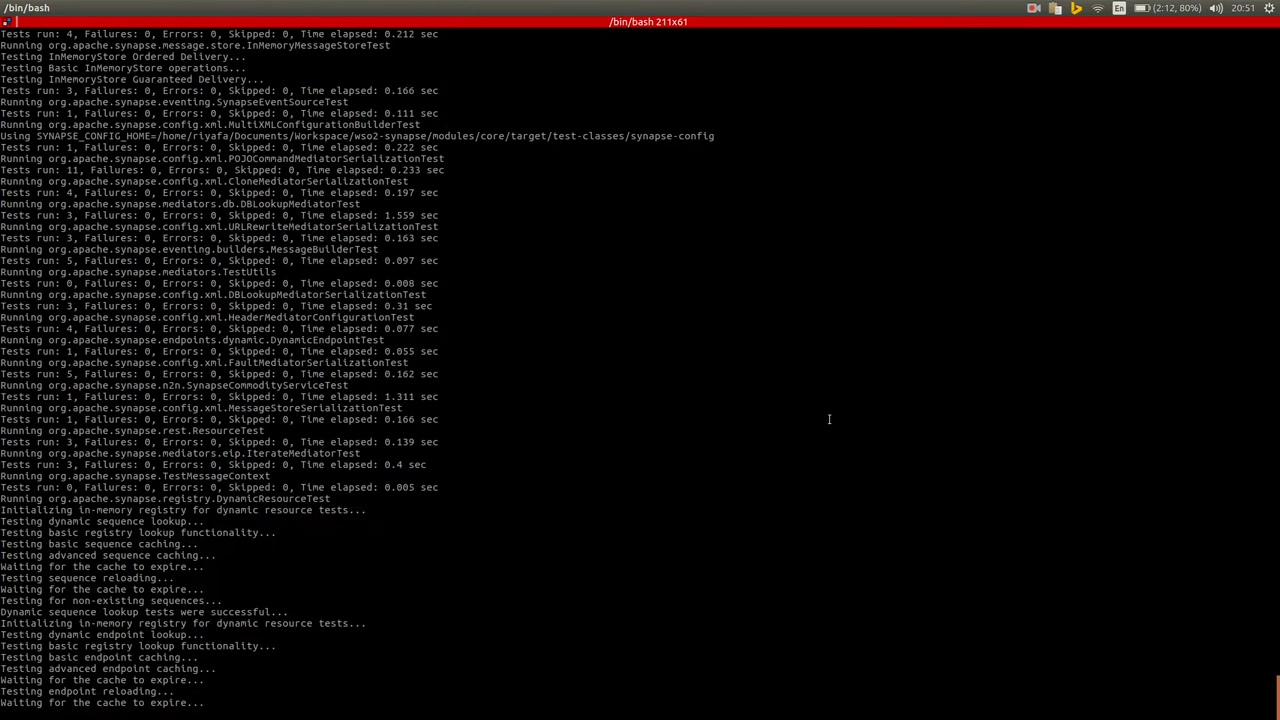 /bin/bash
En
(2:12, 80%)
20:51
/bin/bash 211x61
Tests run: 4, Failures: 0, Errors: 0, Skipped: 0, Time elapsed: 0.212 sec
Running org.apache.synapse.message.store.InMemoryMessageStoreTest
Testing InMemoryStore Ordered Delivery...
Testing Basic InMemoryStore operations...
Testing InMemoryStore Guaranteed Delivery...
Tests run: 3, Failures: 0, Errors: 0, Skipped: 0, Time elapsed: 0.166 sec
Running org.apache.synapse.eventing.SynapseEventSourceTest
Tests run: 1, Failures: 0, Errors: 0, Skipped: 0, Time elapsed: 0.111 sec
Running org.apache.synapse.config.xml.MultiXMLConfigurationBuilderTest
Using SYNAPSE_CONFIG_HOME=/home/riyafa/Documents/Workspace/wso2-synapse/modules/core/target/test-classes/synapse-config
Tests run: 1, Failures: 0, Errors: 0, Skipped: 0, Time elapsed: 0.222 sec
Running org.apache.synapse.config.xml.POJOCommandMediatorSerializationTest
Tests run: 11, Failures: 0, Errors: 0, Skipped: 0, Time elapsed: 0.233 sec
Running org.apache.synapse.config.xml.CloneMediatorSerializationTest
Tests run: 4, Failures: 0, Errors: 0, Skipped: 0, Time elapsed: 0.197 sec
Running org.apache.synapse.mediators.db.DBLookupMediatorTest
Tests run: 3, Failures: 0, Errors: 0, Skipped: 0, Time elapsed: 1.559 sec
Running org.apache.synapse.config.xml.URLRewriteMediatorSerializationTest
Tests run: 3, Failures: 0, Errors: 0, Skipped: 0, Time elapsed: 0.163 sec
Running org.apache.synapse.eventing.builders.MessageBuilderTest
Tests run: 5, Failures: 0, Errors: 0, Skipped: 0, Time elapsed: 0.097 sec
Running org.apache.synapse.mediators.TestUtils
Tests run: 0, Failures: 0, Errors: 0, Skipped: 0, Time elapsed: 0.008 sec
Running org.apache.synapse.config.xml.DBLookupMediatorSerializationTest
Tests run: 3, Failures: 0, Errors: 0, Skipped: 0, Time elapsed: 0.31 sec
Running org.apache.synapse.config.xml.HeaderMediatorConfigurationTest
Tests run: 4, Failures: 0, Errors: 0, Skipped: 0, Time elapsed: 0.077 sec
Running org.apache.synapse.endpoints.dynamic.DynamicEndpointTest
Tests run: 1, Failures: 0, Errors: 0, Skipped: 0, Time elapsed: 0.055 sec
Running org.apache.synapse.config.xml.FaultMediatorSerializationTest
Tests run: 5, Failures: 0, Errors: 0, Skipped: 0, Time elapsed: 0.162 sec
Running org.apache.synapse.n2n.SynapseCommodityServiceTest
Tests run: 1, Failures: 0, Errors: 0, Skipped: 0, Time elapsed: 1.311 sec
Running org.apache.synapse.config.xml.MessageStoreSerializationTest
Tests run: 1, Failures: 0, Errors: 0, Skipped: 0, Time elapsed: 0.166 sec
Running org.apache.synapse.rest.ResourceTest
Tests run: 3, Failures: 0, Errors: 0, Skipped: 0, Time elapsed: 0.139 sec
Running org.apache.synapse.mediators.eip.IterateMediatorTest
Tests run: 3, Failures: 0, Errors: 0, Skipped: 0, Time elapsed: 0.4 sec
Running org.apache.synapse.TestMessageContext
Tests run: 0, Failures: 0, Errors: 0, Skipped: 0, Time elapsed: 0.005 sec
Running org.apache.synapse.registry.DynamicResourceTest
Initializing in-memory registry for dynamic resource tests...
Testing dynamic sequence lookup...
Testing basic registry lookup functionality...
Testing basic sequence caching...
Testing advanced sequence caching...
Waiting for the cache to expire...
Testing sequence reloading...
Waiting for the cache to expire...
Testing for non-existing sequences...
Dynamic sequence lookup tests were successful...
Initializing in-memory registry for dynamic resource tests...
Testing dynamic endpoint lookup...
Testing basic registry lookup functionality...
Testing basic endpoint caching...
Testing advanced endpoint caching...
Waiting for the cache to expire...
Testing endpoint reloading...
Waiting for the cache to expire...